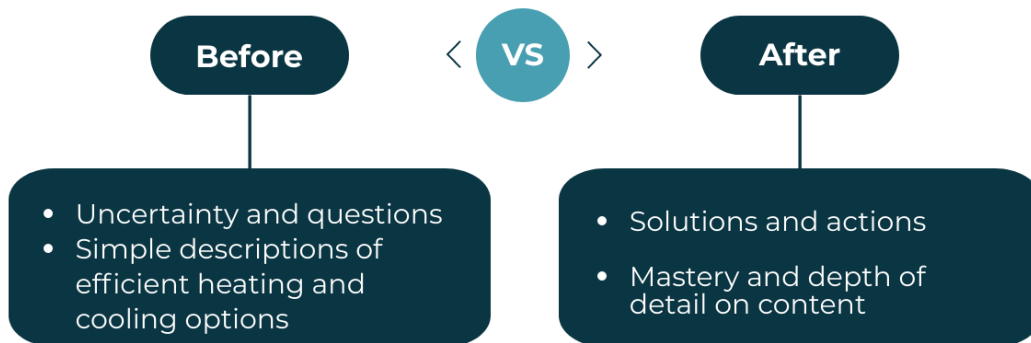 Before
VS
After
• Uncertainty and questions
• Simple descriptions of
efficient heating and
cooling options
• Solutions and actions
• Mastery and depth of
detail on content